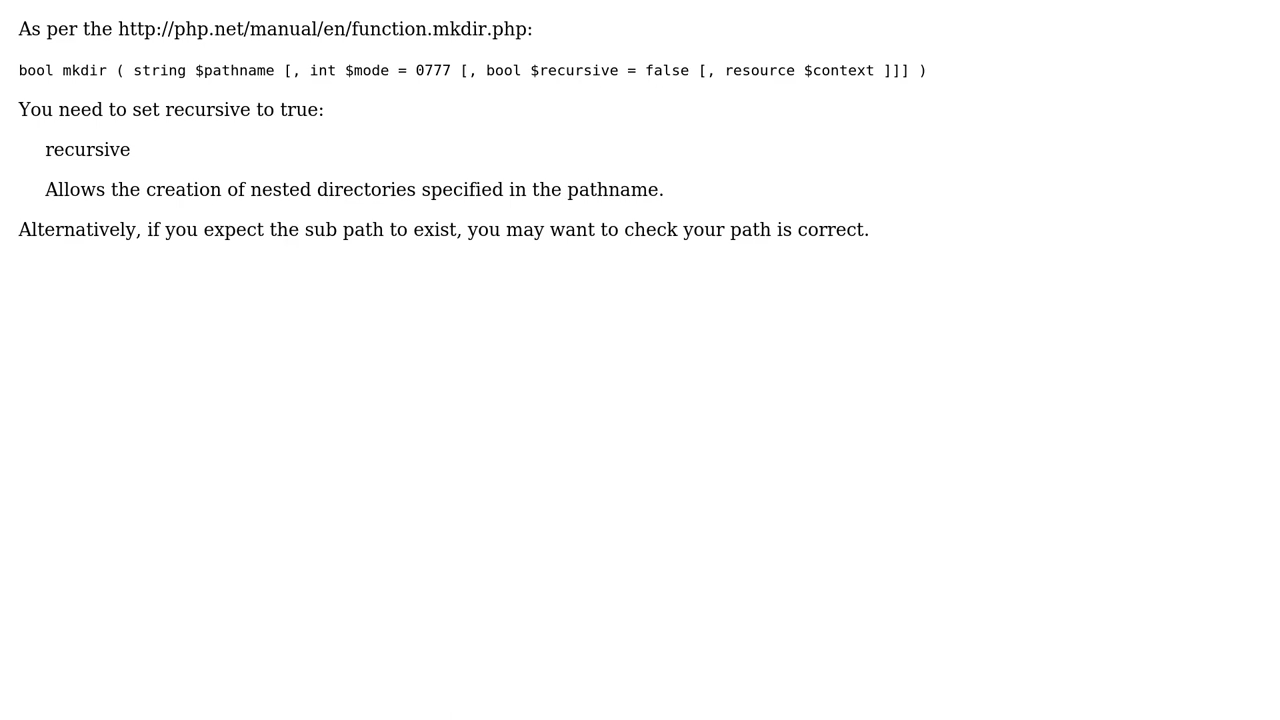 As per the http://php.net/manual/en/function.mkdir.php:
bool mkdir ( string $pathname [, int $mode = 0777 [, bool $recursive = false [, resource $context ]]] )
You need to set recursive to true:
recursive
Allows the creation of nested directories specified in the pathname.
Alternatively, if you expect the sub path to exist, you may want to check your path is correct.